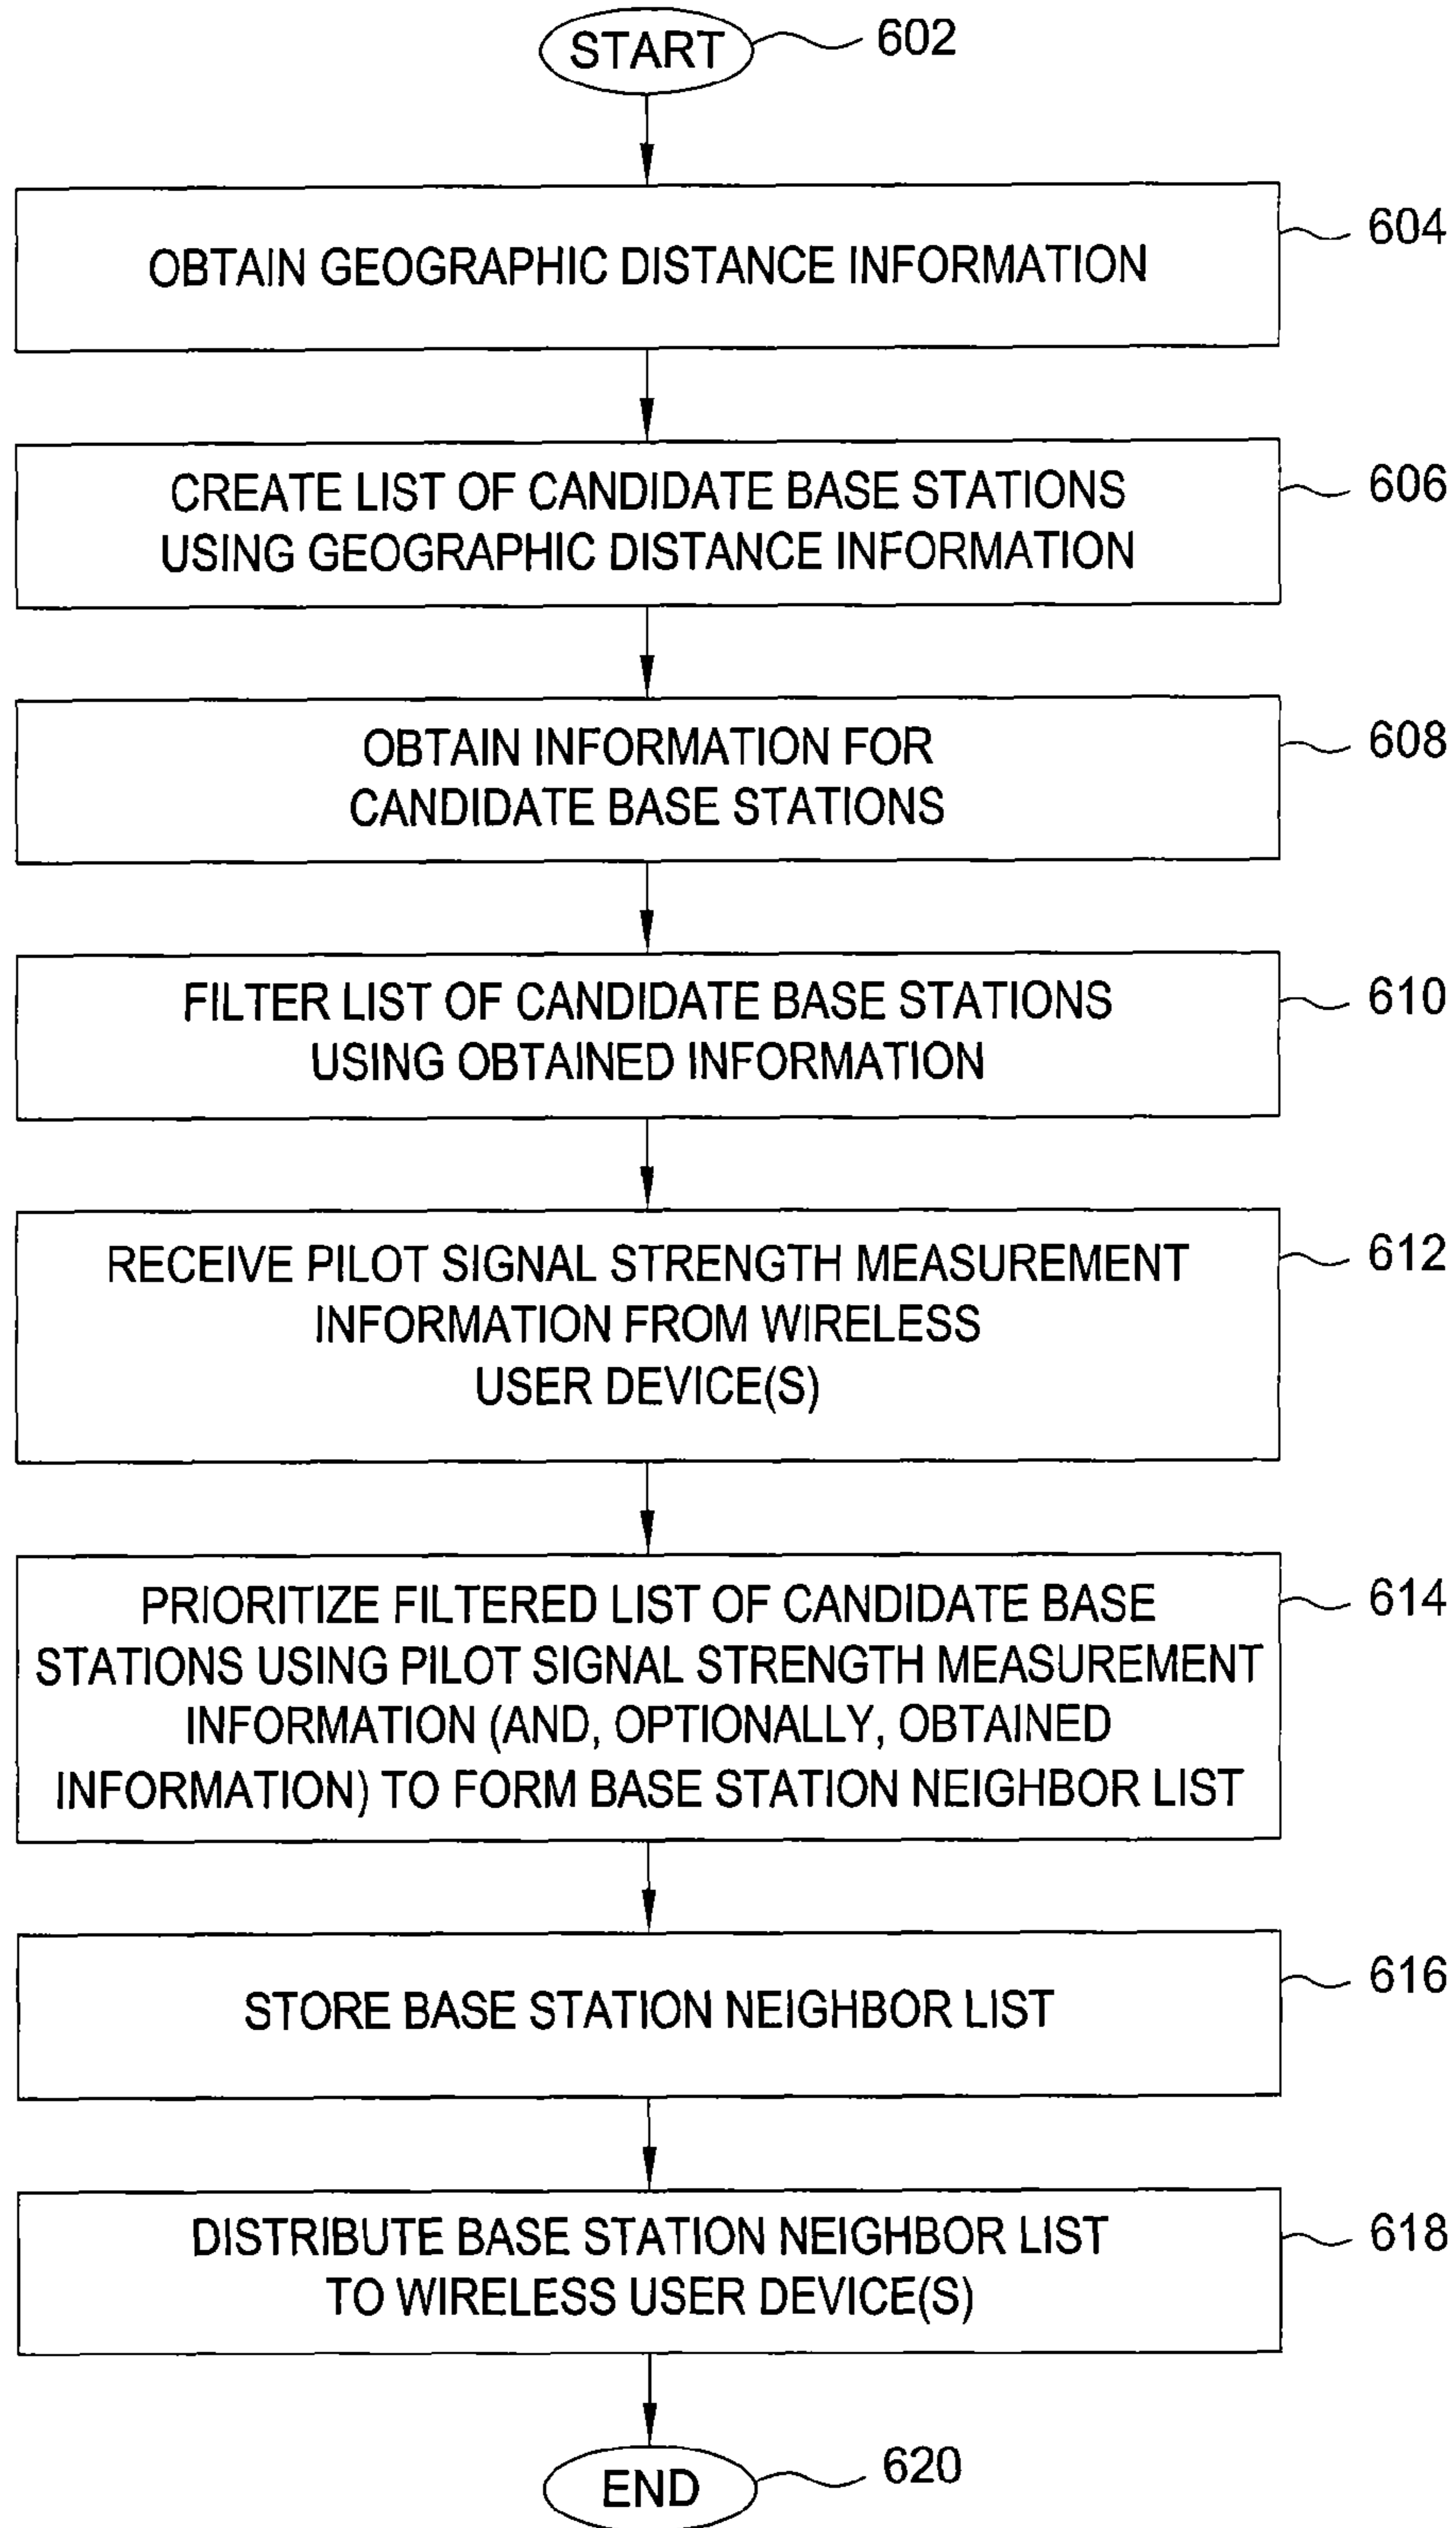 START
602
OBTAIN GEOGRAPHIC DISTANCE INFORMATION
604
CREATE LIST OF CANDIDATE BASE STATIONS
USING GEOGRAPHIC DISTANCE INFORMATION
606
OBTAIN INFORMATION FOR
CANDIDATE BASE STATIONS
608
FILTER LIST OF CANDIDATE BASE STATIONS
USING OBTAINED INFORMATION
610
RECEIVE PILOT SIGNAL STRENGTH MEASUREMENT
INFORMATION FROM WIRELESS
USER DEVICE(S)
612
PRIORITIZE FILTERED LIST OF CANDIDATE BASE
STATIONS USING PILOT SIGNAL STRENGTH MEASUREMENT
INFORMATION (AND, OPTIONALLY, OBTAINED
INFORMATION) TO FORM BASE STATION NEIGHBOR LIST
614
STORE BASE STATION NEIGHBOR LIST
616
DISTRIBUTE BASE STATION NEIGHBOR LIST
TO WIRELESS USER DEVICE(S)
618
END
620